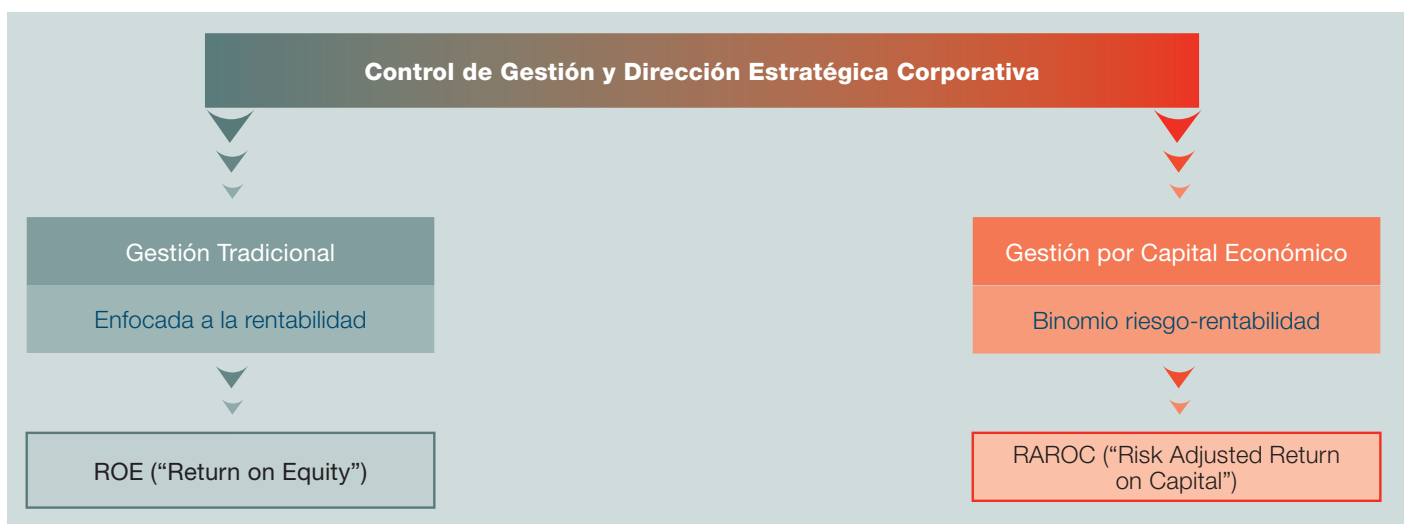 Control de Gestión y Dirección Estratégica Corporativa
Gestión Tradicional
Enfocada a la rentabilidad
ROE (“Return on Equity”)
Gestión por Capital Económico
Binomio riesgo-rentabilidad
RAROC (“Risk Adjusted Return
on Capital”)